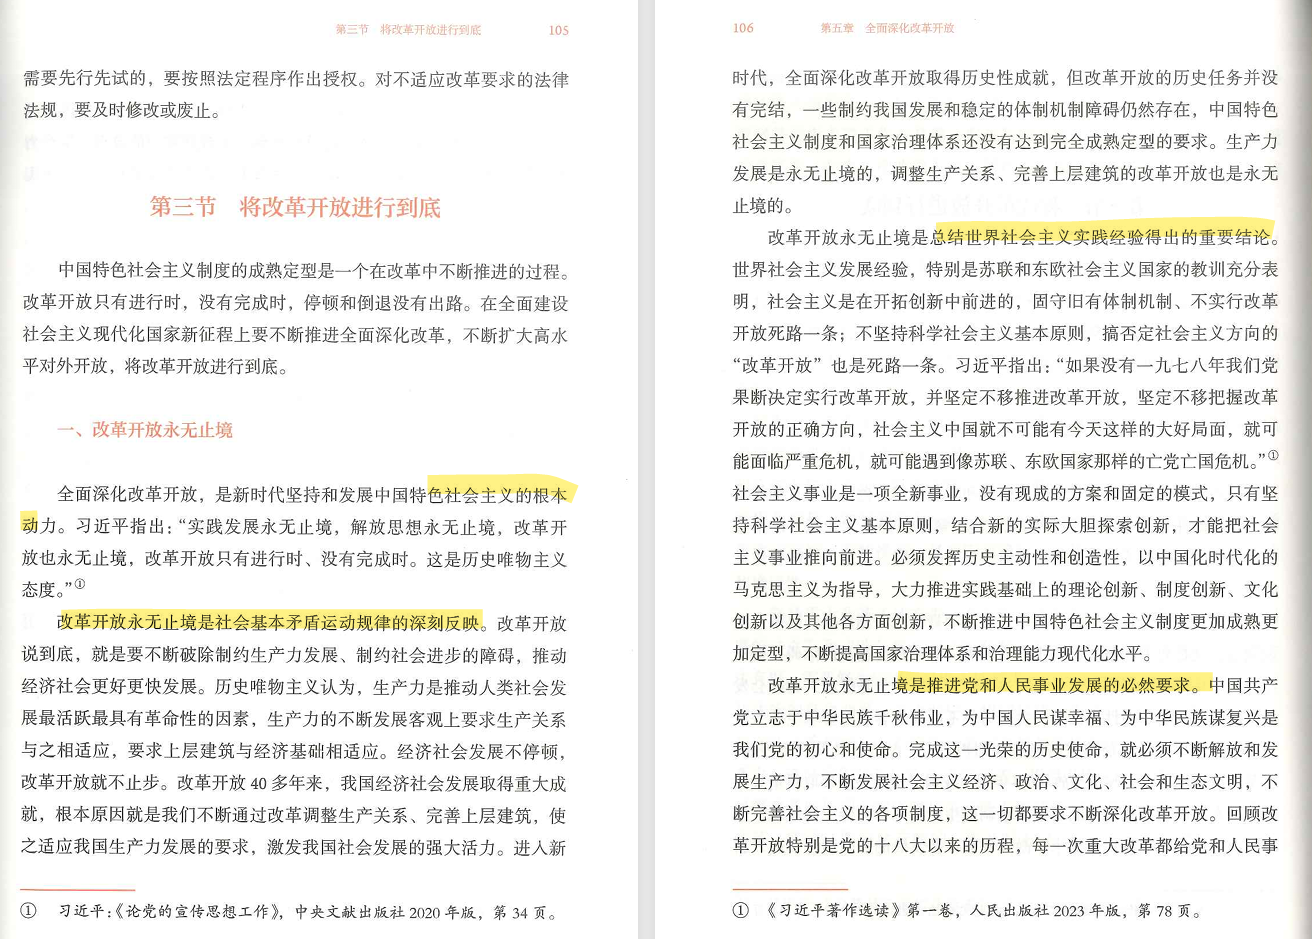 第三节　将改革开放进行到底　105
需要先行先试的，要按照法定程序作出授权。对不适应改革要求的法律
法规，要及时修改或废止。
第三节　将改革开放进行到底
中国特色社会主义制度的成熟定型是一个在改革中不断推进的过程。
改革开放只有进行时，没有完成时，停顿和倒退没有出路。在全面建设
社会主义现代化国家新征程上要不断推进全面深化改革，不断扩大高水
平对外开放，将改革开放进行到底。
一、改革开放永无止境
全面深化改革开放，是新时代坚持和发展中国特色社会主义的根本
动力。习近平指出：“实践发展永无止境，解放思想永无止境，改革开
放也永无止境，改革开放只有进行时、没有完成时。这是历史唯物主义
态度。”①
改革开放永无止境是社会基本矛盾运动规律的深刻反映。改革开放
说到底，就是要不断破除制约生产力发展、制约社会进步的障碍，推动
经济社会更好更快发展。历史唯物主义认为，生产力是推动人类社会发
展最活跃最具有革命性的因素，生产力的不断发展客观上要求生产关系
与之相适应，要求上层建筑与经济基础相适应。经济社会发展不停顿，
改革开放就不止步。改革开放 40 多年来，我国经济社会发展取得重大成
就，根本原因就是我们不断通过改革调整生产关系、完善上层建筑，使
之适应我国生产力发展的要求，激发我国社会发展的强大活力。进入新
①　习近平：《论党的宣传思想工作》，中央文献出版社 2020 年版，第 34 页。
106　第五章　全面深化改革开放
时代，全面深化改革开放取得历史性成就，但改革开放的历史任务并没
有完结，一些制约我国发展和稳定的体制机制障碍仍然存在，中国特色
社会主义制度和国家治理体系还没有达到完全成熟定型的要求。生产力
发展是永无止境的，调整生产关系、完善上层建筑的改革开放也是永无
止境的。
改革开放永无止境是总结世界社会主义实践经验得出的重要结论。
世界社会主义发展经验，特别是苏联和东欧社会主义国家的教训充分表
明，社会主义是在开拓创新中前进的，固守旧有体制机制、不实行改革
开放死路一条；不坚持科学社会主义基本原则，搞否定社会主义方向的
“改革开放”也是死路一条。习近平指出：“如果没有一九七八年我们党
果断决定实行改革开放，并坚定不移推进改革开放，坚定不移把握改革
开放的正确方向，社会主义中国就不可能有今天这样的大好局面，就可
能面临严重危机，就可能遇到像苏联、东欧国家那样的亡党亡国危机。”①
社会主义事业是一项全新事业，没有现成的方案和固定的模式，只有坚
持科学社会主义基本原则，结合新的实际大胆探索创新，才能把社会
主义事业推向前进。必须发挥历史主动性和创造性，以中国化时代化的
马克思主义为指导，大力推进实践基础上的理论创新、制度创新、文化
创新以及其他各方面创新，不断推进中国特色社会主义制度更加成熟更
加定型，不断提高国家治理体系和治理能力现代化水平。
改革开放永无止境是推进党和人民事业发展的必然要求。中国共产
党立志于中华民族千秋伟业，为中国人民谋幸福、为中华民族谋复兴是
我们党的初心和使命。完成这一光荣的历史使命，就必须不断解放和发
展生产力，不断发展社会主义经济、政治、文化、社会和生态文明，不
断完善社会主义的各项制度，这一切都要求不断深化改革开放。回顾改
革开放特别是党的十八大以来的历程，每一次重大改革都给党和人民事
①　《习近平著作选读》第一卷，人民出版社 2023 年版，第 78 页。